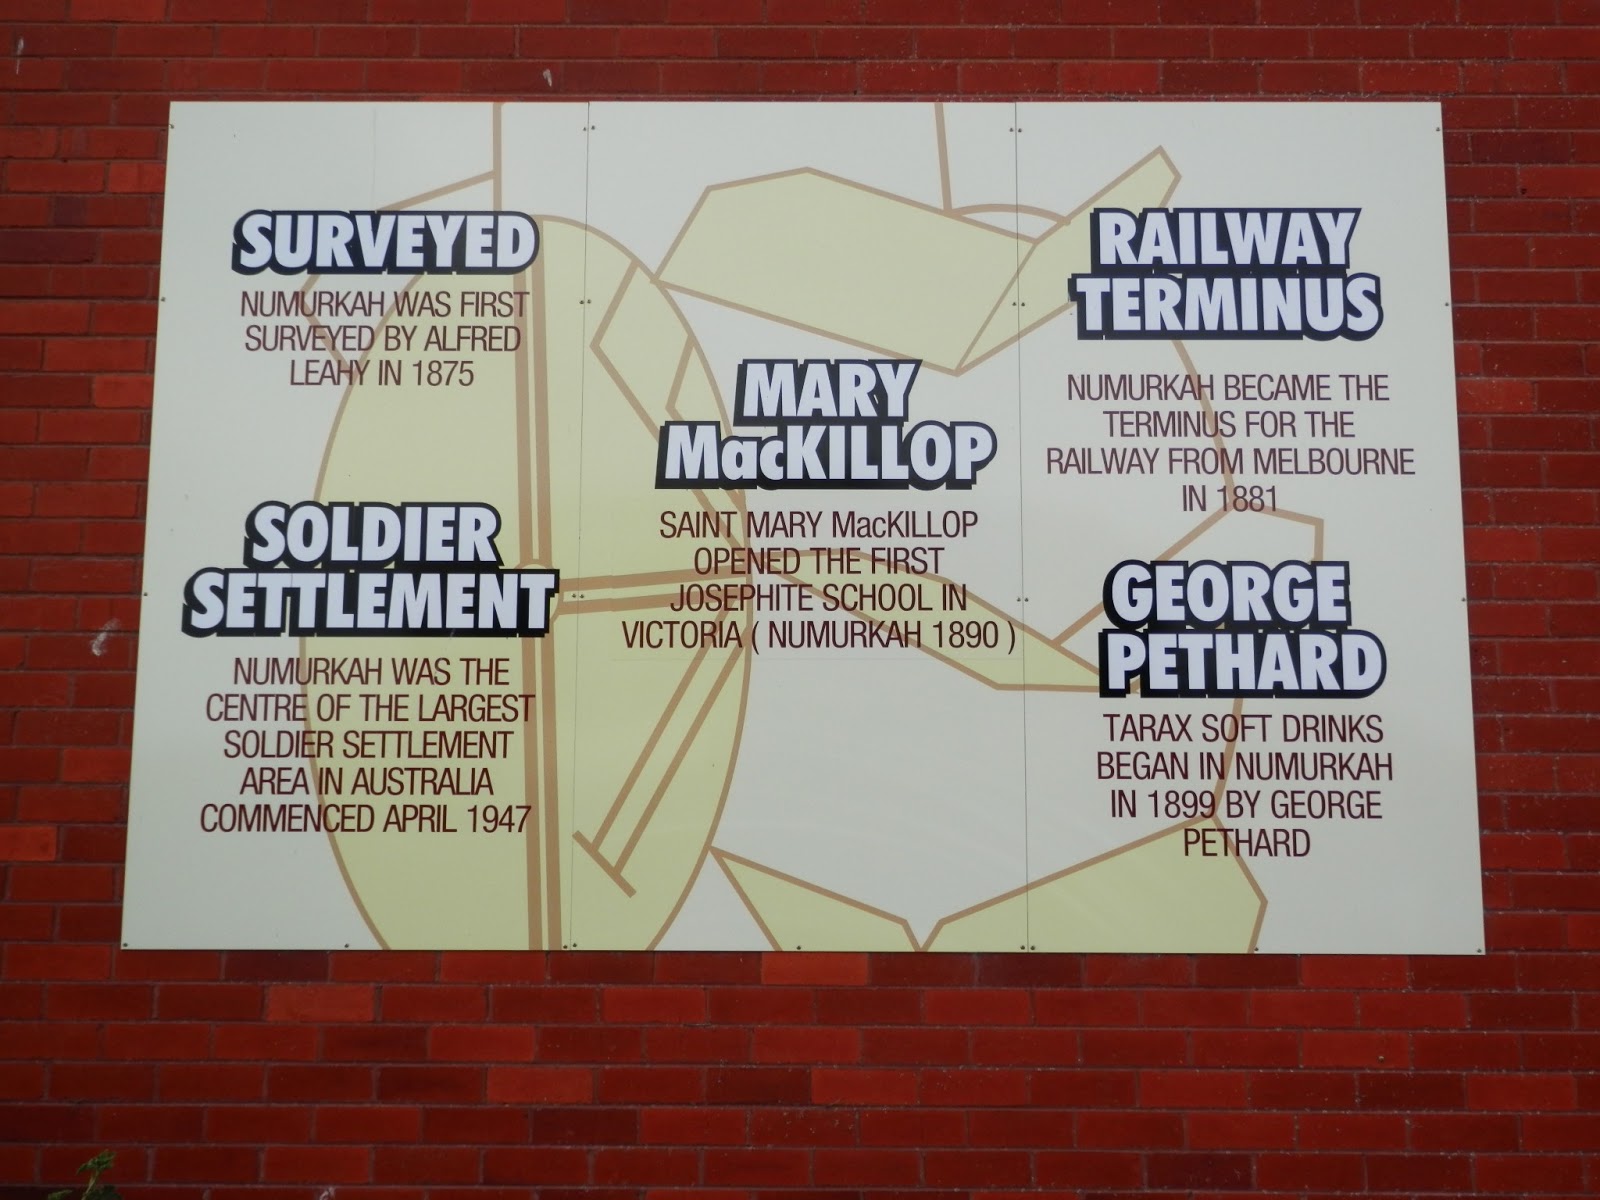 SURVEYED
NUMURKAH WAS FIRST
SURVEYED BY ALFRED
LEAHY IN 1875
SOLDIER
SETTLEMENT
NUMURKAH WAS THE
CENTRE OF THE LARGEST
SOLDIER SETTLEMENT
AREA IN AUSTRALIA
COMMENCED APRIL 1947
MARY
MacKILLOP
SAINT MARY MacKILLOP
OPENED THE FIRST
JOSEPHITE SCHOOL IN
VICTORIA ( NUMURKAH 1890 )
RAILWAY
TERMINUS
NUMURKAH BECAME THE
TERMINUS FOR THE
RAILWAY FROM MELBOURNE
IN 1881
GEORGE
PETHARD
TARAX SOFT DRINKS
BEGAN IN NUMURKAH
IN 1899 BY GEORGE
PETHARD